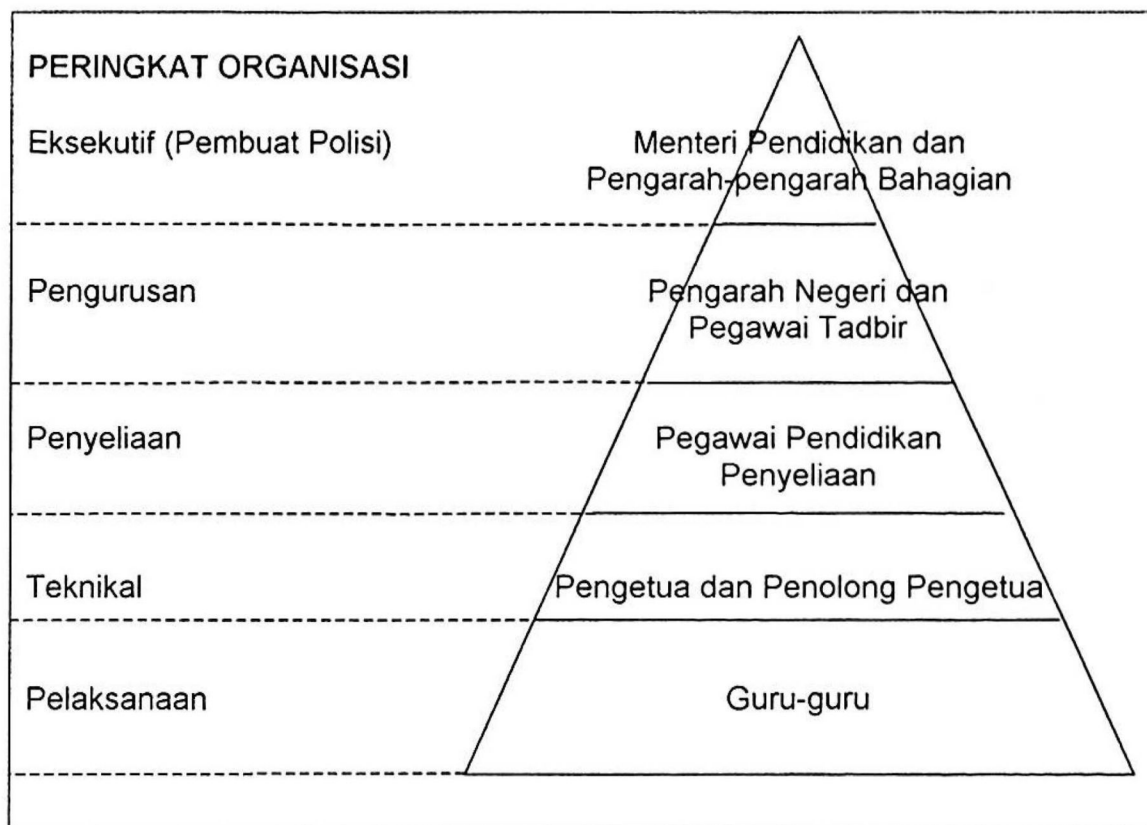 PERINGKAT ORGANISASI
Eksekutif (Pembuat Polisi)
Menteri Pendidikan dan
Pengarah-pengarah Bahagian
Pengurusan
Pengarah Negeri dan
Pegawai Tadbir
Penyeliaan
Pegawai Pendidikan
Penyeliaan
Teknikal
Pengetua dan Penolong Pengetua
Pelaksanaan
Guru-guru